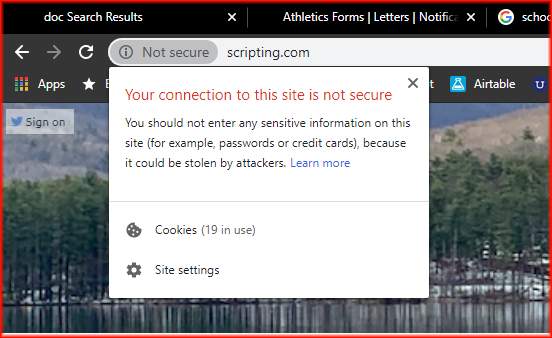 doc Search Results
Athletics Forms | Letters | Notifica
Not secure scripting.com
Apps
Airtable
Your connection to this site is not secure
You should not enter any sensitive information on this
site (for example, passwords or credit cards), because
it could be stolen by attackers. Learn more
Sign on
Cookies (19 in use)
Site settings